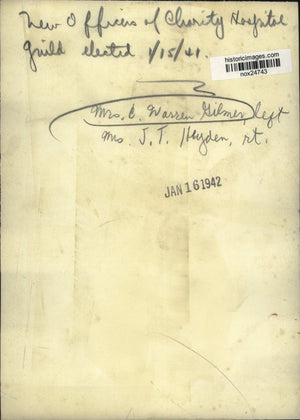 New Officers of Charity Hospital
Guild elected 1/15/41.
historicimages.com
nox24743
Mrs. C. Warren Gilmer, left
Mrs. J. T. Heyden, rt.
JAN 16 1942